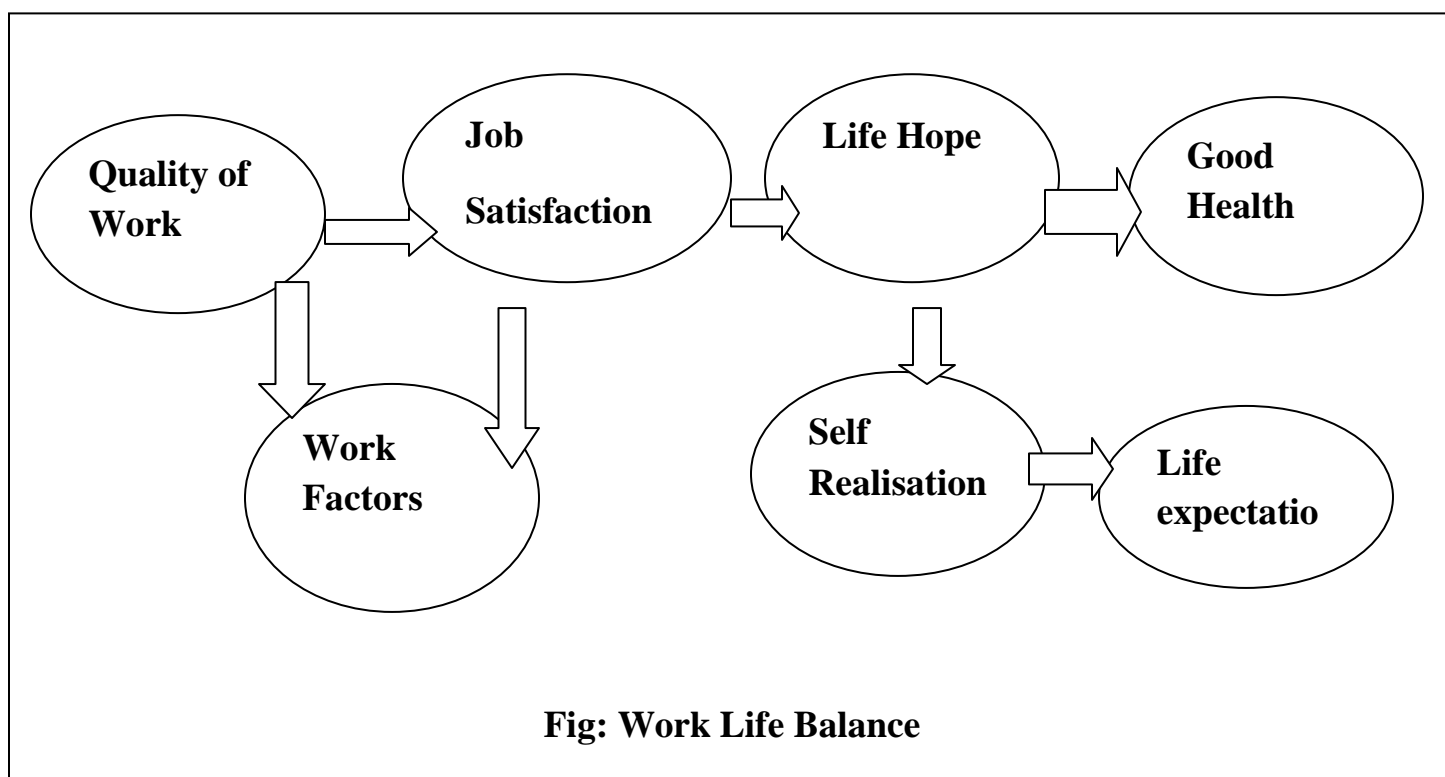 Quality of
Work
Job
Satisfaction
Life Hope
Good
Health
Work
Factors
Self
Realisation
Life
expectatio
Fig: Work Life Balance